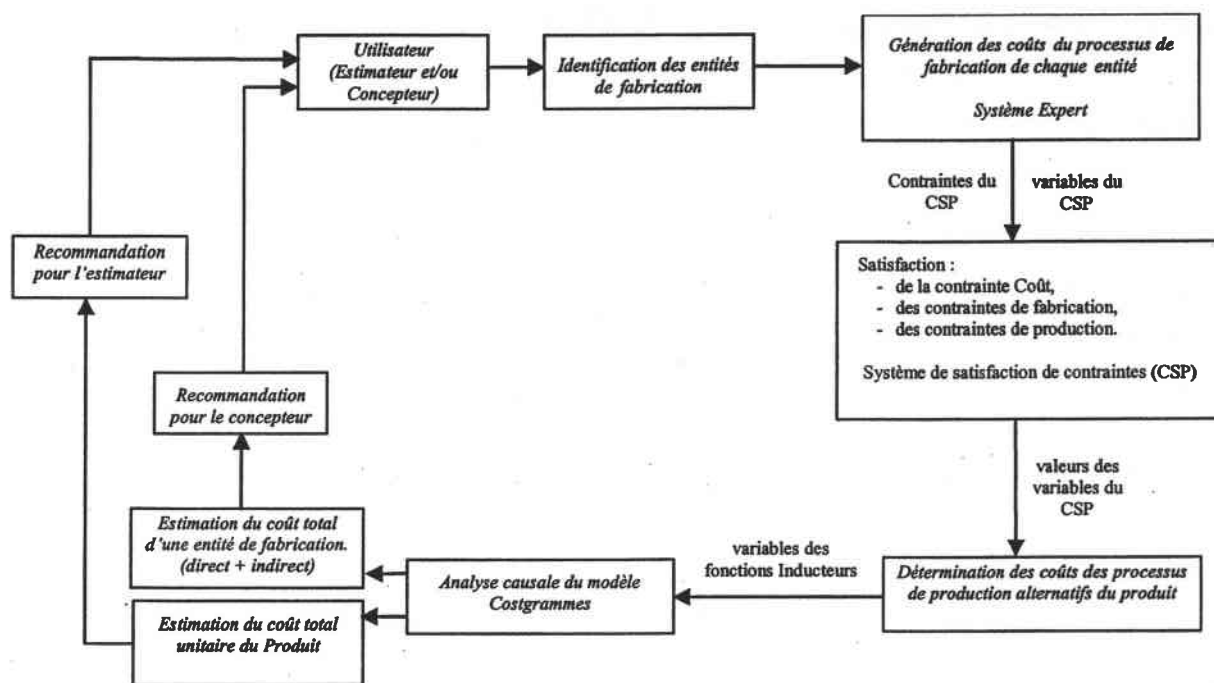 Utilisateur
(Estimateur et/ou
Concepteur)
Identification des entités
de fabrication
Génération des coûts du processus de
fabrication de chaque entité
Système Expert
Contraintes du
CSP
variables du
CSP
Recommandation
pour l'estimateur
Satisfaction :
- de la contrainte Coût,
- des contraintes de fabrication,
- des contraintes de production.
Système de satisfaction de contraintes (CSP)
Recommandation
pour le concepteur
valeurs des
variables du
CSP
Estimation du coût total
d'une entité de fabrication.
(direct + indirect)
variables des
fonctions Inducteurs
Analyse causale du modèle
Costgrammes
Détermination des coûts des processus
de production alternatifs du produit
Estimation du coût total
unitaire du Produit